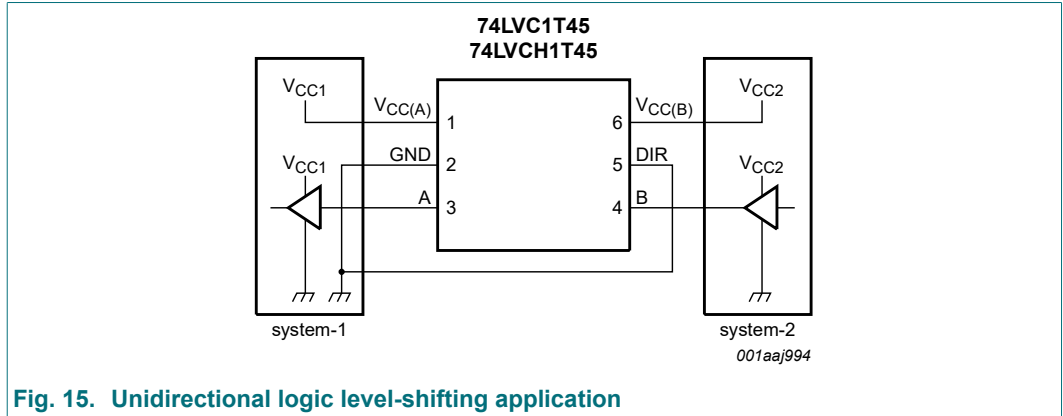 74LVC1T45
74LVCH1T45
VCC1
VCC(A)
1
VCC(B)
6
VCC2
GND
2
5
DIR
VCC1
VCC2
A
3
4
B
system-1
system-2
001aaj994
Fig. 15. Unidirectional logic level-shifting application